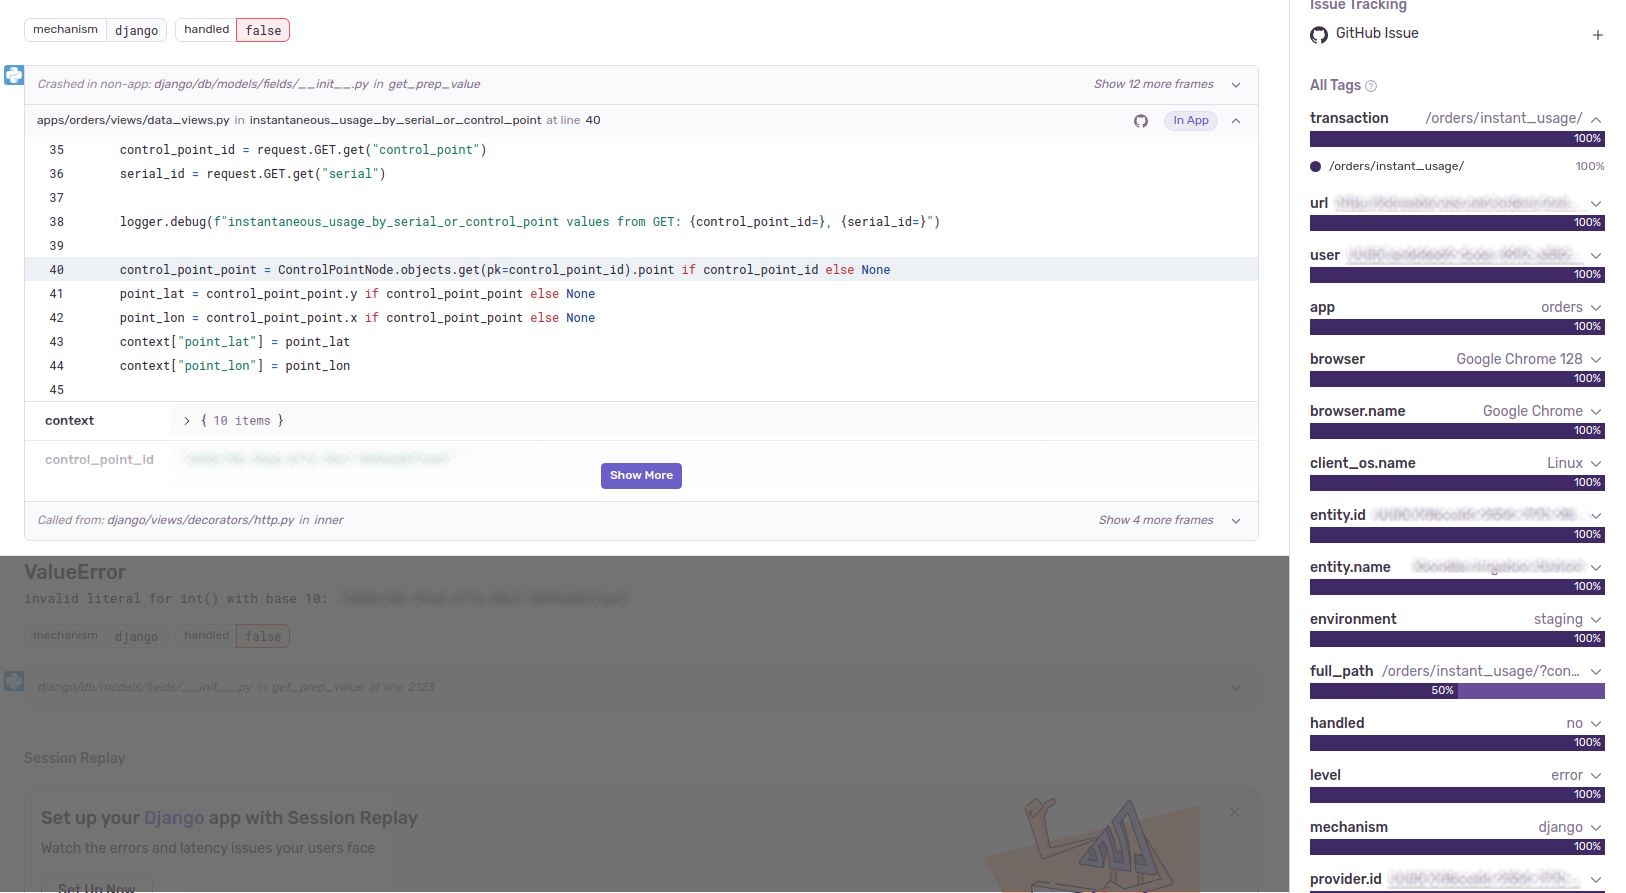 mechanism django handled false
Crashed in non-app: django/db/models/fields/__init__.py in get_prep_value Show 12 more frames
apps/orders/views/data_views.py in instantaneous_usage_by_serial_or_control_point at line 40 In App
35 control_point_id = request.GET.get("control_point")
36 serial_id = request.GET.get("serial")
37
38 logger.debug(f"instantaneous_usage_by_serial_or_control_point values from GET: {control_point_id=}, {serial_id=}")
39
40 control_point_point = ControlPointNode.objects.get(pk=control_point_id).point if control_point_id else None
41 point_lat = control_point_point.y if control_point_point else None
42 point_lon = control_point_point.x if control_point_point else None
43 context["point_lat"] = point_lat
44 context["point_lon"] = point_lon
45
context { 10 items }
control_point_id
Show More
Called from: django/views/decorators/http.py in inner Show 4 more frames
ValueError
invalid literal for int() with base 10:
mechanism django handled false
django/db/models/fields/__init__.py in get_prep_value at line 2123
Session Replay
Set up your Django app with Session Replay
Watch the errors and latency issues your users face
Set Up Now
Issue Tracking
GitHub Issue +
All Tags ?
transaction /orders/instant_usage/
100%
/orders/instant_usage/ 100%
url
100%
user
100%
app orders
100%
browser Google Chrome 128
100%
browser.name Google Chrome
100%
client_os.name Linux
100%
entity.id
100%
entity.name
100%
environment staging
100%
full_path /orders/instant_usage/?con...
50%
handled no
100%
level error
100%
mechanism django
100%
provider.id